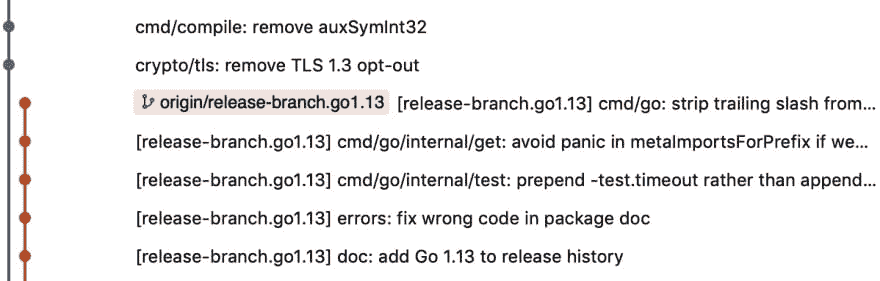 cmd/compile: remove auxSymInt32
crypto/tls: remove TLS 1.3 opt-out
origin/release-branch.go1.13 [release-branch.go1.13] cmd/go: strip trailing slash from...
[release-branch.go1.13] cmd/go/internal/get: avoid panic in metaImportsForPrefix if we...
[release-branch.go1.13] cmd/go/internal/test: prepend -test.timeout rather than append...
[release-branch.go1.13] errors: fix wrong code in package doc
[release-branch.go1.13] doc: add Go 1.13 to release history